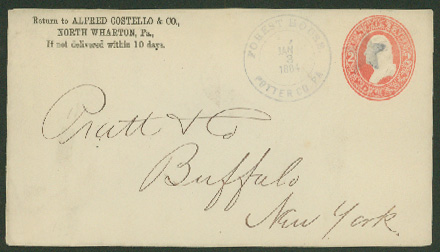 Return to ALFRED COSTELLO & CO.,
NORTH WHARTON, Pa.,
If not delivered within 10 days.
FOREST HOUSE
JAN
3
1884
POTTER CO. PA
Pratt & Co
Buffalo
New York.